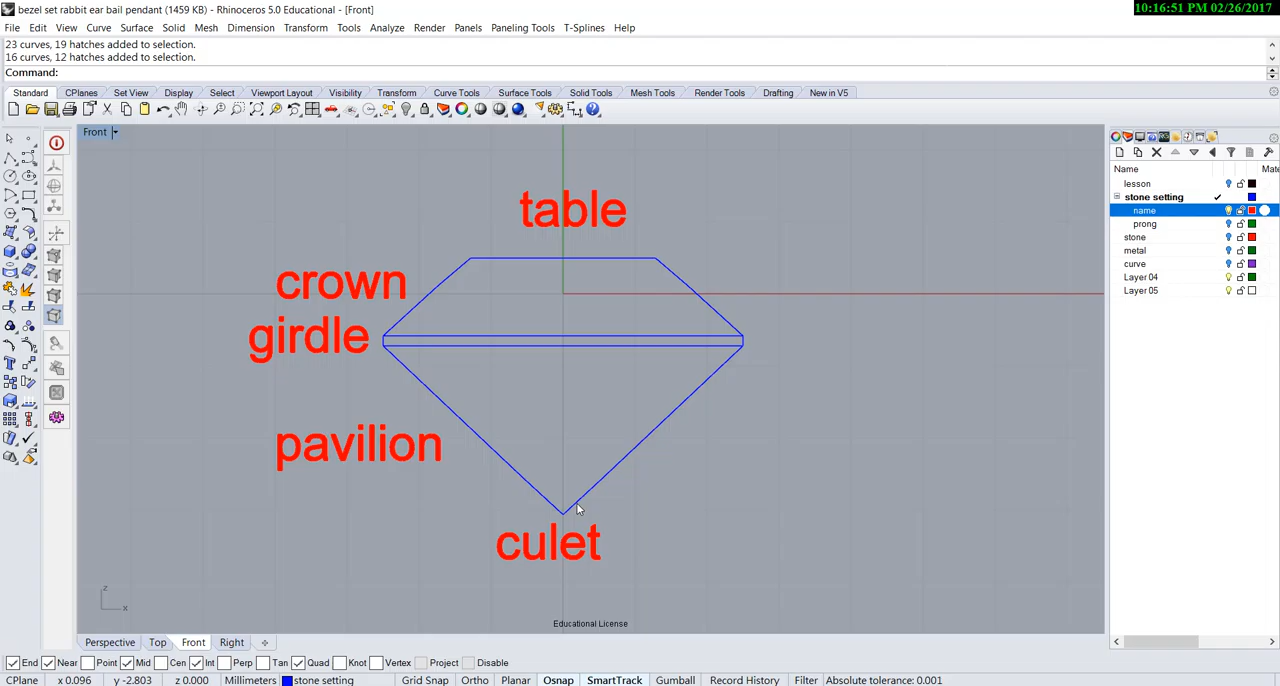 bezel set rabbit ear bail pendant (1459 KB) - Rhinoceros 5.0 Educational - [Front]
10:16:51 PM 02/26/2017
File Edit View Curve Surface Solid Mesh Dimension Transform Tools Analyze Render Panels Paneling Tools T-Splines Help
23 curves, 19 hatches added to selection.
16 curves, 12 hatches added to selection.
Command:
Standard CPlanes Set View Display Select Viewport Layout Visibility Transform Curve Tools Surface Tools Solid Tools Mesh Tools Render Tools Drafting New in V5
Front
table
crown
girdle
pavilion
culet
z
x
Educational License
Name Mate
lesson
stone setting
name
prong
stone
metal
curve
Layer 04
Layer 05
Perspective Top Front Right
End Near Point Mid Cen Int Perp Tan Quad Knot Vertex Project Disable
CPlane x 0.096 y -2.803 z 0.000 Millimeters stone setting Grid Snap Ortho Planar Osnap SmartTrack Gumball Record History Filter Absolute tolerance: 0.001